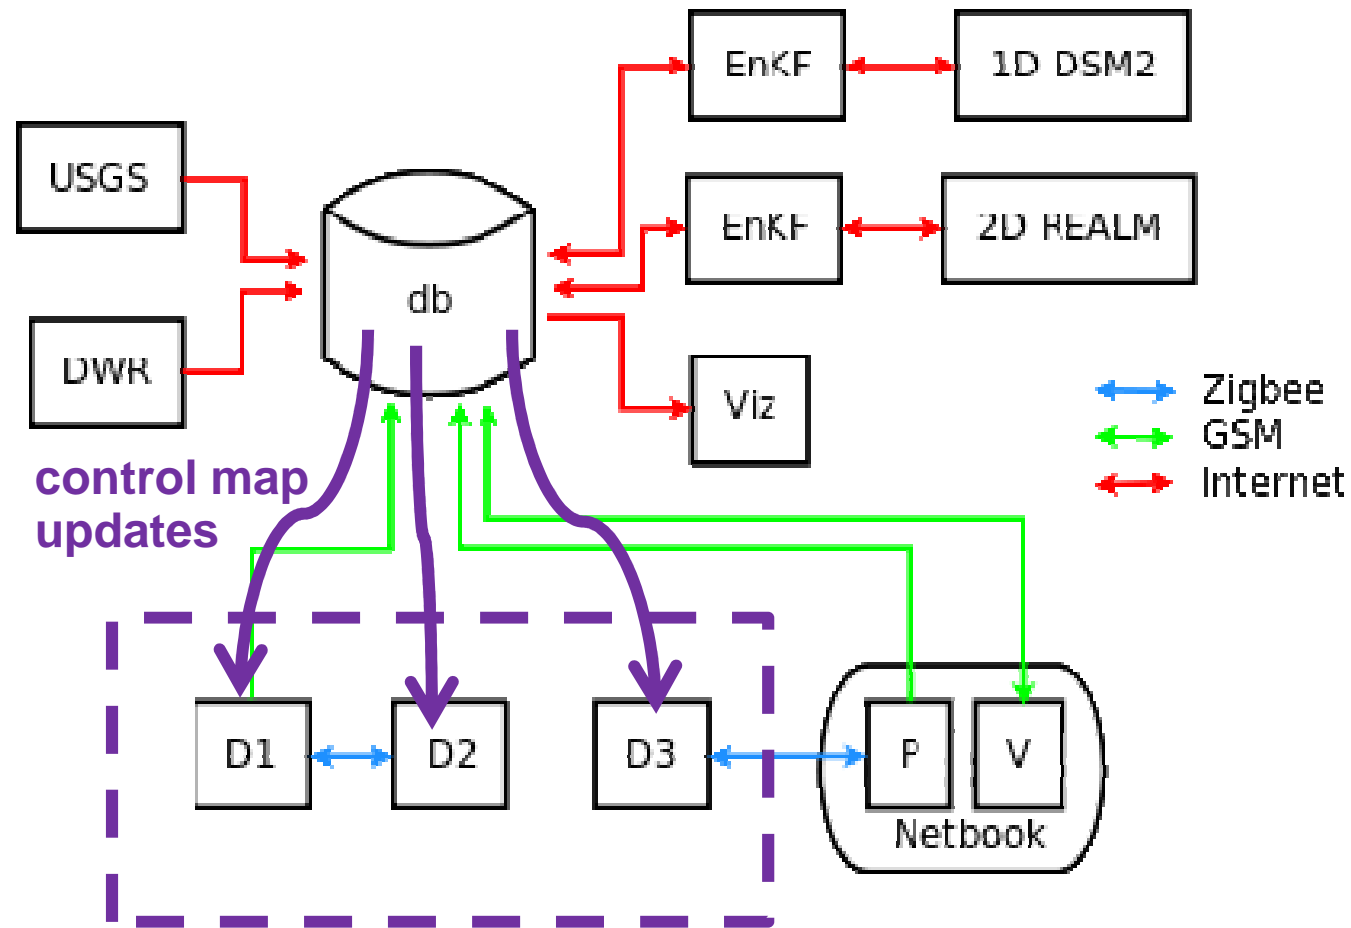 EnKF
1D DSM2
USGS
EnKF
2D REALM
db
DWR
Viz
Zigbee
GSM
Internet
control map
updates
D1
D2
D3
P
V
Netbook